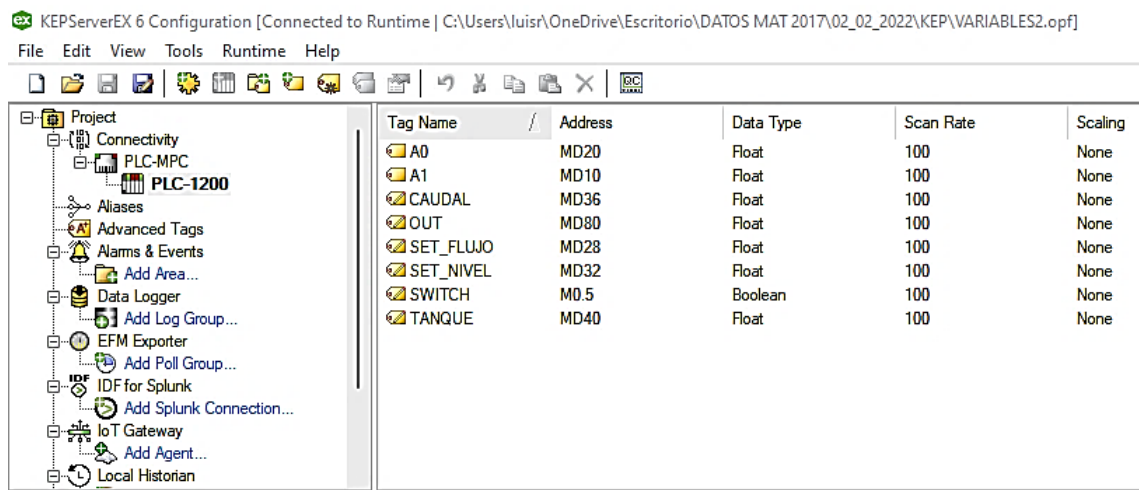 KEPServerEX 6 Configuration [Connected to Runtime | C:\Users\luisr\OneDrive\Escritorio\DATOS MAT 2017\02_02_2022\KEP\VARIABLES2.opf]
File Edit View Tools Runtime Help
Project
Connectivity
PLC-MPC
PLC-1200
Aliases
Advanced Tags
Alarms & Events
Add Area...
Data Logger
Add Log Group...
EFM Exporter
Add Poll Group...
IDF for Splunk
Add Splunk Connection...
IoT Gateway
Add Agent...
Local Historian
Tag Name Address Data Type Scan Rate Scaling
A0 MD20 Float 100 None
A1 MD10 Float 100 None
CAUDAL MD36 Float 100 None
OUT MD80 Float 100 None
SET_FLUJO MD28 Float 100 None
SET_NIVEL MD32 Float 100 None
SWITCH M0.5 Boolean 100 None
TANQUE MD40 Float 100 None